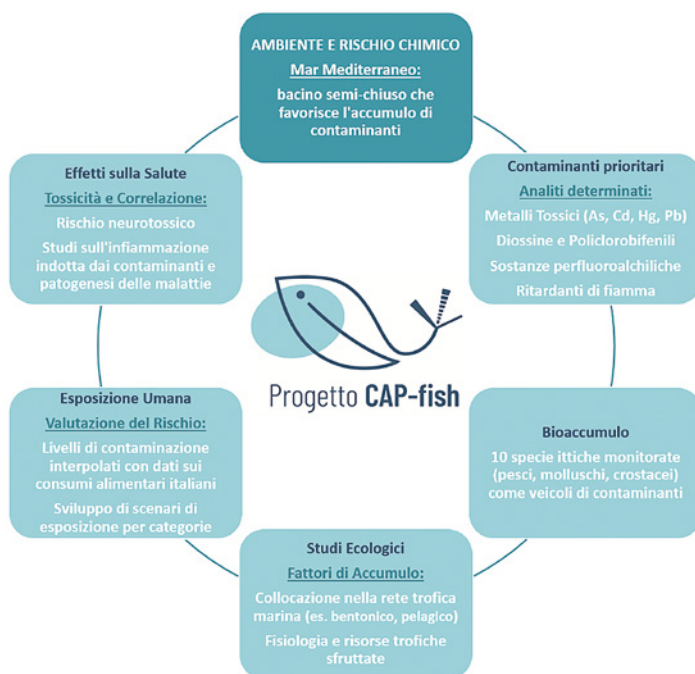 AMBIENTE E RISCHIO CHIMICO
Mar Mediterraneo:
bacino semi-chiuso che
favorisce l'accumulo di
contaminanti
Contaminanti prioritari
Analiti determinati:
Metalli Tossici (As, Cd, Hg, Pb)
Diossine e Policlorobifenili
Sostanze perfluoroalchiliche
Ritardanti di fiamma
Bioaccumulo
10 specie ittiche monitorate
(pesci, molluschi, crostacei)
come veicoli di contaminanti
Studi Ecologici
Fattori di Accumulo:
Collocazione nella rete trofica
marina (es. bentonico, pelagico)
Fisiologia e risorse trofiche
sfruttate
Esposizione Umana
Valutazione del Rischio:
Livelli di contaminazione
interpolati con dati sui
consumi alimentari italiani
Sviluppo di scenari di
esposizione per categorie
Effetti sulla Salute
Tossicità e Correlazione:
Rischio neurotossico
Studi sull'infiammazione
indotta dai contaminanti e
patogenesi delle malattie
Progetto CAP-fish